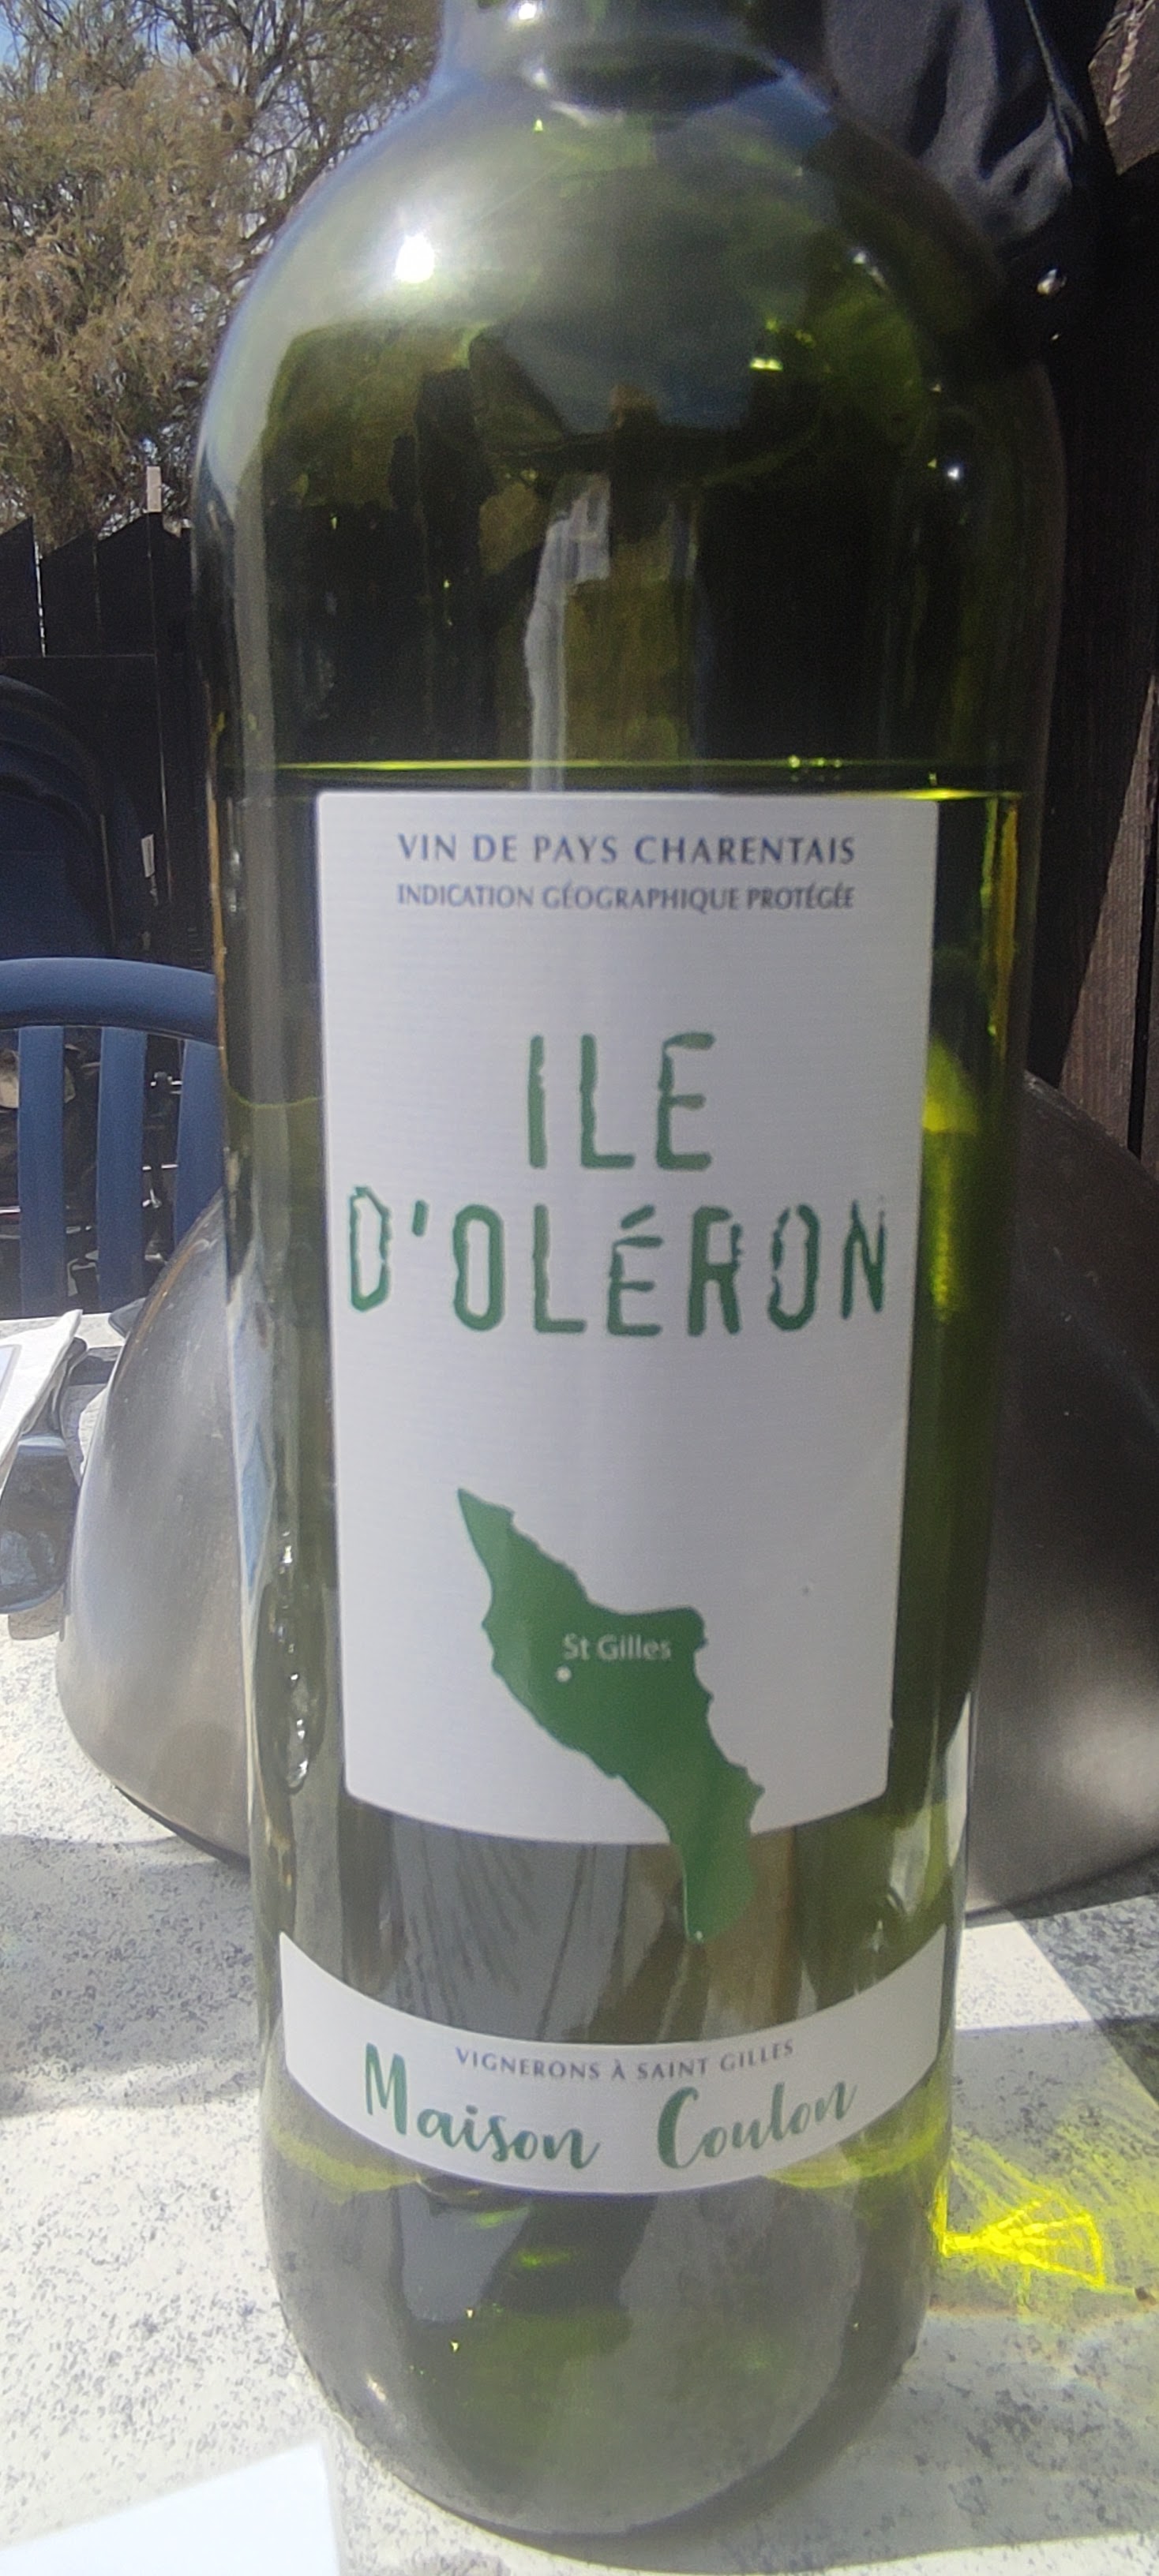 VIN DE PAYS CHARENTAIS
INDICATION GÉOGRAPHIQUE PROTÉGÉE
ILE
D'OLÉRON
St Gilles
VIGNERONS À SAINT GILLES
Maison Coulon